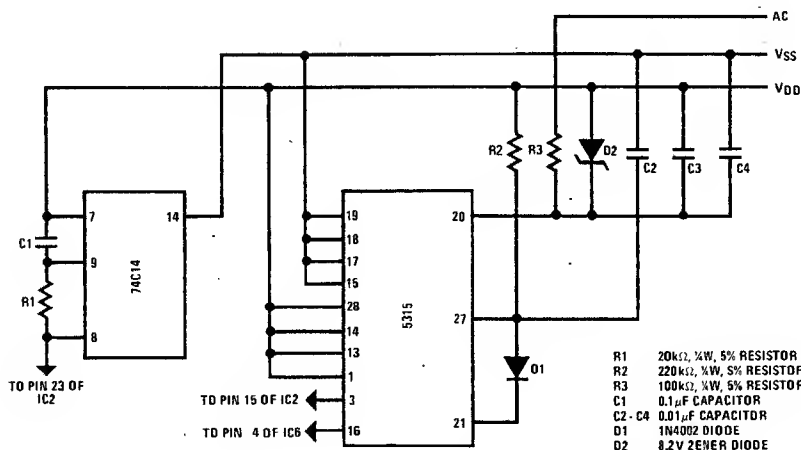 AC
VSS
VDD
R2
R3
D2
C2
C3
C4
7
14
C1
9
74C14
R1
8
TO PIN 23 OF
IC2
19
18
17
15
28
14
13
1
3
16
5315
20
27
21
D1
TD PIN 15 OF IC2
TD PIN 4 OF IC6
R1 20kΩ, ¼W, 5% RESISTOR
R2 220kΩ, ¼W, 5% RESISTOR
R3 100kΩ, ¼W, 5% RESISTOR
C1 0.1μF CAPACITOR
C2 - C4 0.01μF CAPACITOR
D1 1N4002 DIODE
D2 8.2V ZENER DIODE